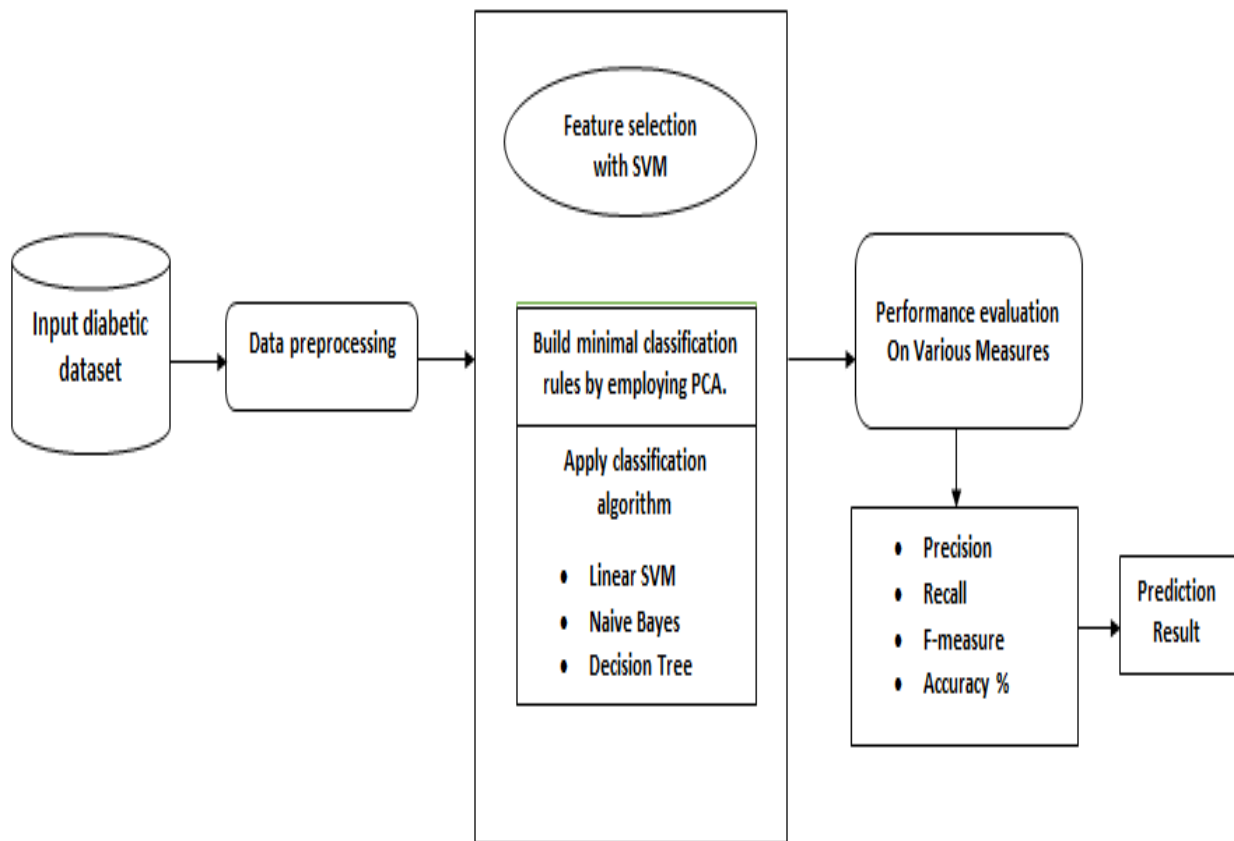 Input diabetic
dataset
Data preprocessing
Feature selection
with SVM
Build minimal classification
rules by employing PCA.
Apply classification
algorithm
• Linear SVM
• Naive Bayes
• Decision Tree
Performance evaluation
On Various Measures
• Precision
• Recall
• F-measure
• Accuracy %
Prediction
Result